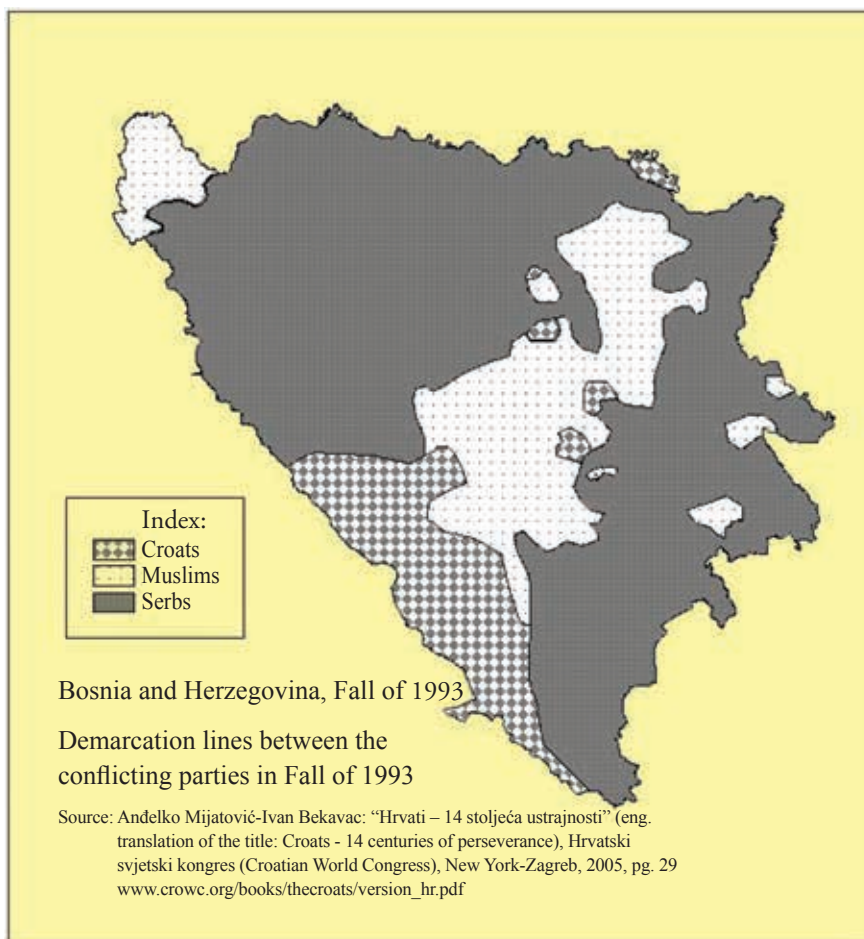 Index:
Croats
Muslims
Serbs
Bosnia and Herzegovina, Fall of 1993
Demarcation lines between the
conflicting parties in Fall of 1993
Source: Anđelko Mijatović-Ivan Bekavac: “Hrvati – 14 stoljeća ustrajnosti” (eng.
translation of the title: Croats - 14 centuries of perseverance), Hrvatski
svjetski kongres (Croatian World Congress), New York-Zagreb, 2005, pg. 29
www.crowc.org/books/thecroats/version_hr.pdf